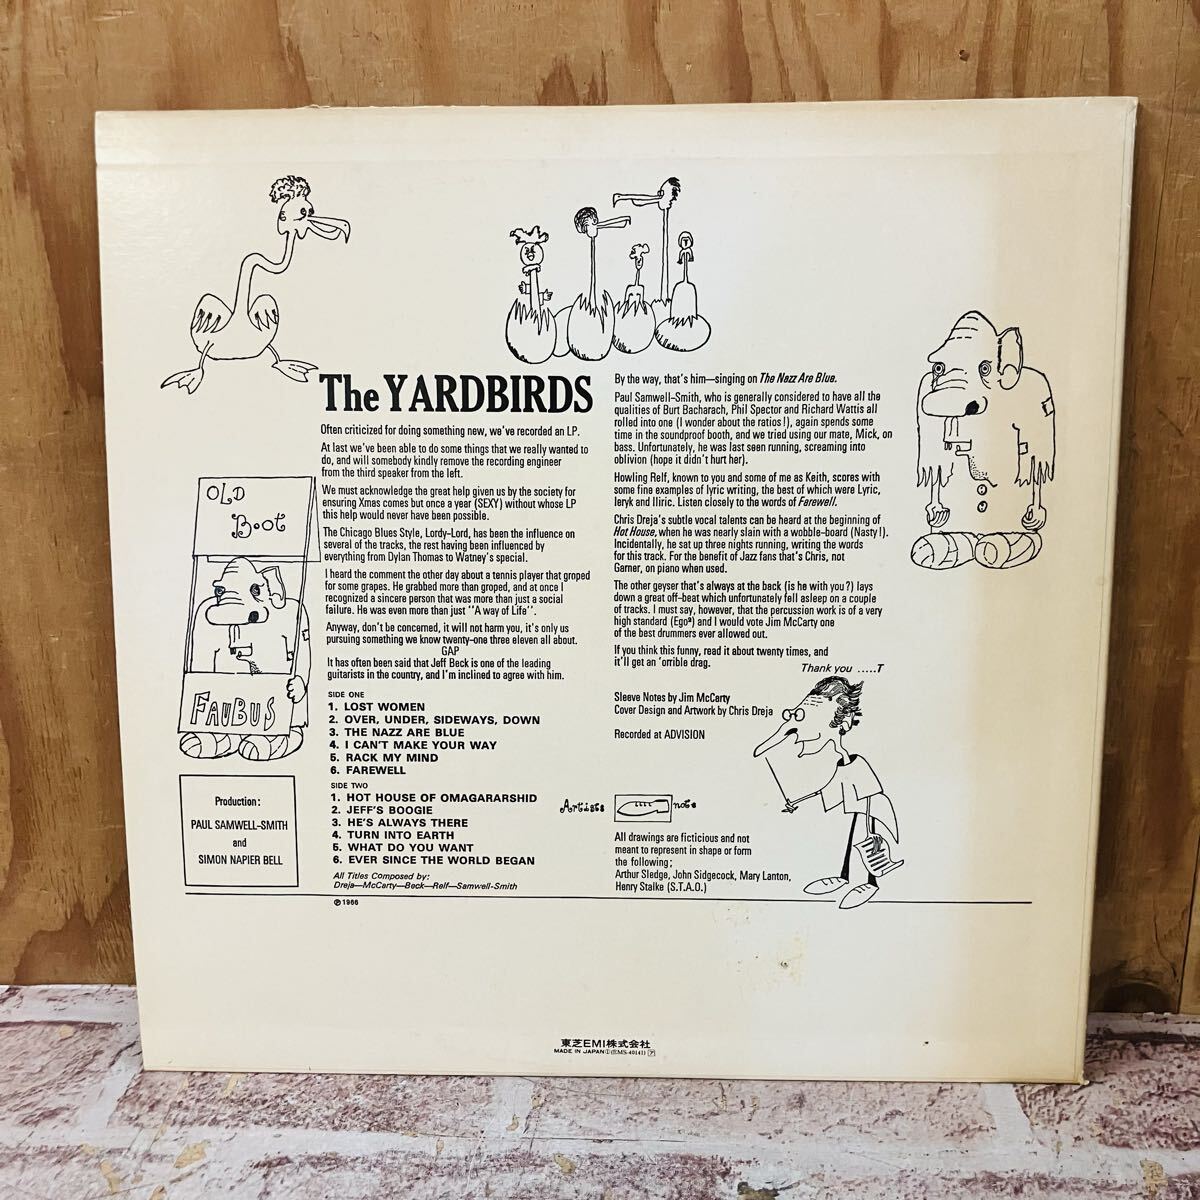 The YARDBIRDS
Often criticized for doing something new, we've recorded an LP.
At last we've been able to do some things that we really wanted to
do, and will somebody kindly remove the recording engineer
from the third speaker from the left.
We must acknowledge the great help given us by the society for
ensuring Xmas comes but once a year (SEXY) without whose LP
this help would never have been possible.
The Chicago Blues Style, Lordy-Lord, has been the influence on
several of the tracks, the rest having been influenced by
everything from Dylan Thomas to Watney's special.
I heard the comment the other day about a tennis player that groped
for some grapes. He grabbed more than groped, and at once I
recognized a sincere person that was more than just a social
failure. He was even more than just "A way of Life".
Anyway, don't be concerned, it will not harm you, it's only us
pursuing something we know twenty-one three eleven all about.
GAP
It has often been said that Jeff Beck is one of the leading
guitarists in the country, and I'm inclined to agree with him.
SIDE ONE
1. LOST WOMEN
2. OVER, UNDER, SIDEWAYS, DOWN
3. THE NAZZ ARE BLUE
4. I CAN'T MAKE YOUR WAY
5. RACK MY MIND
6. FAREWELL
SIDE TWO
1. HOT HOUSE OF OMAGARARSHID
2. JEFF'S BOOGIE
3. HE'S ALWAYS THERE
4. TURN INTO EARTH
5. WHAT DO YOU WANT
6. EVER SINCE THE WORLD BEGAN
All Titles Composed by:
Dreja—McCarty—Beck—Relf—Samwell-Smith
℗ 1966
By the way, that's him—singing on The Nazz Are Blue.
Paul Samwell-Smith, who is generally considered to have all the
qualities of Burt Bacharach, Phil Spector and Richard Wattis all
rolled into one (I wonder about the ratios!), again spends some
time in the soundproof booth, and we tried using our mate, Mick, on
bass. Unfortunately, he was last seen running, screaming into
oblivion (hope it didn't hurt her).
Howling Relf, known to you and some of me as Keith, scores with
some fine examples of lyric writing, the best of which were Lyric,
Ieryk and Iliric. Listen closely to the words of Farewell.
Chris Dreja's subtle vocal talents can be heard at the beginning of
Hot House, when he was nearly slain with a wobble-board (Nasty!).
Incidentally, he sat up three nights running, writing the words
for this track. For the benefit of Jazz fans that's Chris, not
Garner, on piano when used.
The other geyser that's always at the back (is he with you?) lays
down a great off-beat which unfortunately fell asleep on a couple
of tracks. I must say, however, that the percussion work is of a very
high standard (Ego³) and I would vote Jim McCarty one
of the best drummers ever allowed out.
If you think this funny, read it about twenty times, and
it'll get an 'orrible drag.
Thank you .....T
Sleeve Notes by Jim McCarty
Cover Design and Artwork by Chris Dreja
Recorded at ADVISION
Artists note
All drawings are ficticious and not
meant to represent in shape or form
the following;
Arthur Sledge, John Sidgecock, Mary Lanton,
Henry Stalke (S.T.A.O.)
OLD
Boot
FAUBUS
Production:
PAUL SAMWELL-SMITH
and
SIMON NAPIER BELL
東芝EMI株式会社
MADE IN JAPAN ① (EMS-40141) ア